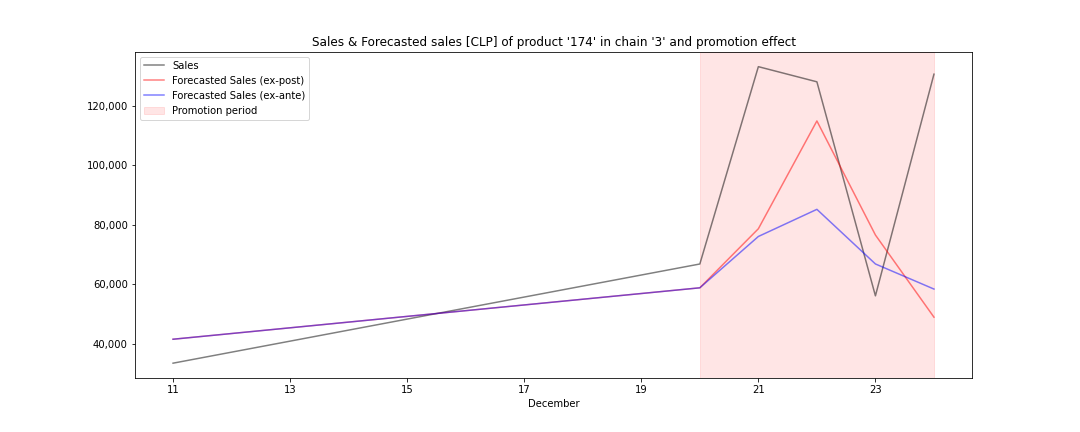 Sales & Forecasted sales [CLP] of product '174' in chain '3' and promotion effect
Sales
Forecasted Sales (ex-post)
Forecasted Sales (ex-ante)
Promotion period
120,000
100,000
80,000
60,000
40,000
11 13 15 17 19 21 23
December